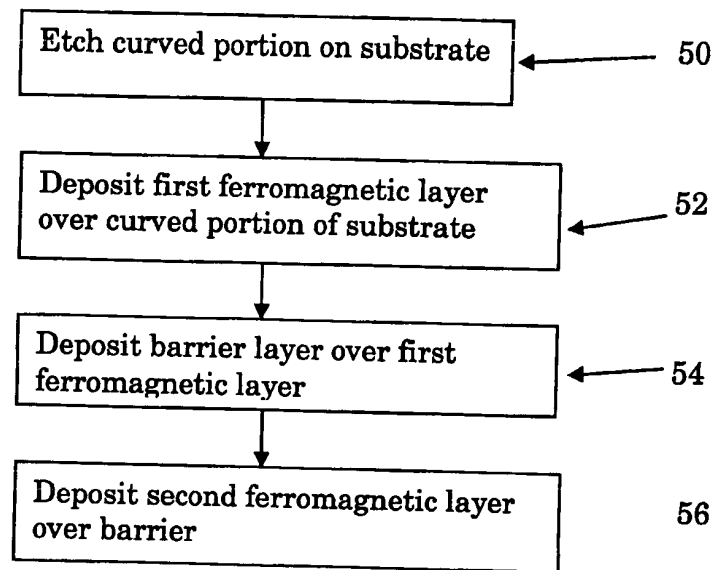 Etch curved portion on substrate
50
Deposit first ferromagnetic layer
over curved portion of substrate
52
Deposit barrier layer over first
ferromagnetic layer
54
Deposit second ferromagnetic layer
over barrier
56